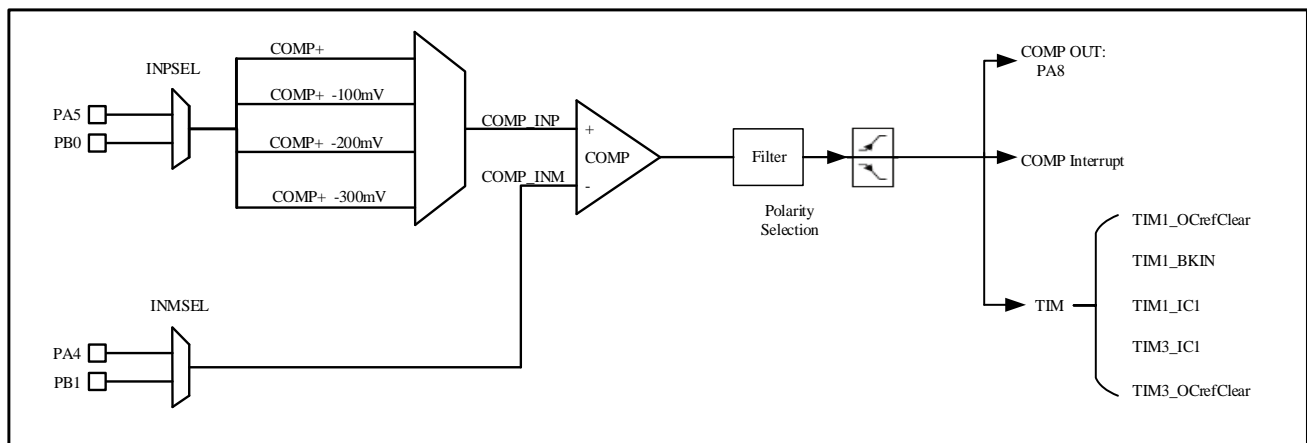 INPSEL
PA5
PB0
COMP+
COMP+ -100mV
COMP+ -200mV
COMP+ -300mV
COMP_INP
COMP_INM
+
COMP
-
Filter
Polarity
Selection
COMP OUT:
PA8
COMP Interrupt
TIM
TIM1_OCrefClear
TIM1_BKIN
TIM1_IC1
TIM3_IC1
TIM3_OCrefClear
INMSEL
PA4
PB1